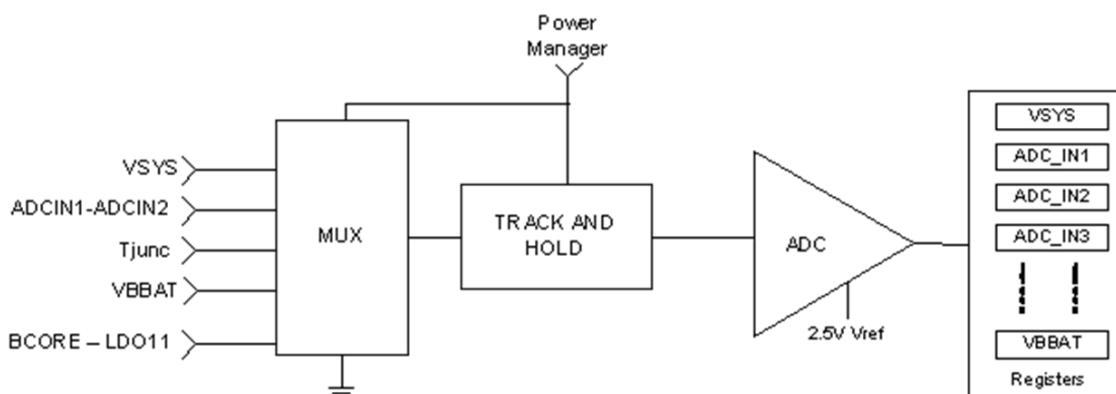 Power
Manager
VSYS
ADCIN1-ADCIN2
Tjunc
VBBAT
BCORE – LDO11
MUX
TRACK AND
HOLD
ADC
2.5V Vref
VSYS
ADC_IN1
ADC_IN2
ADC_IN3
VBBAT
Registers